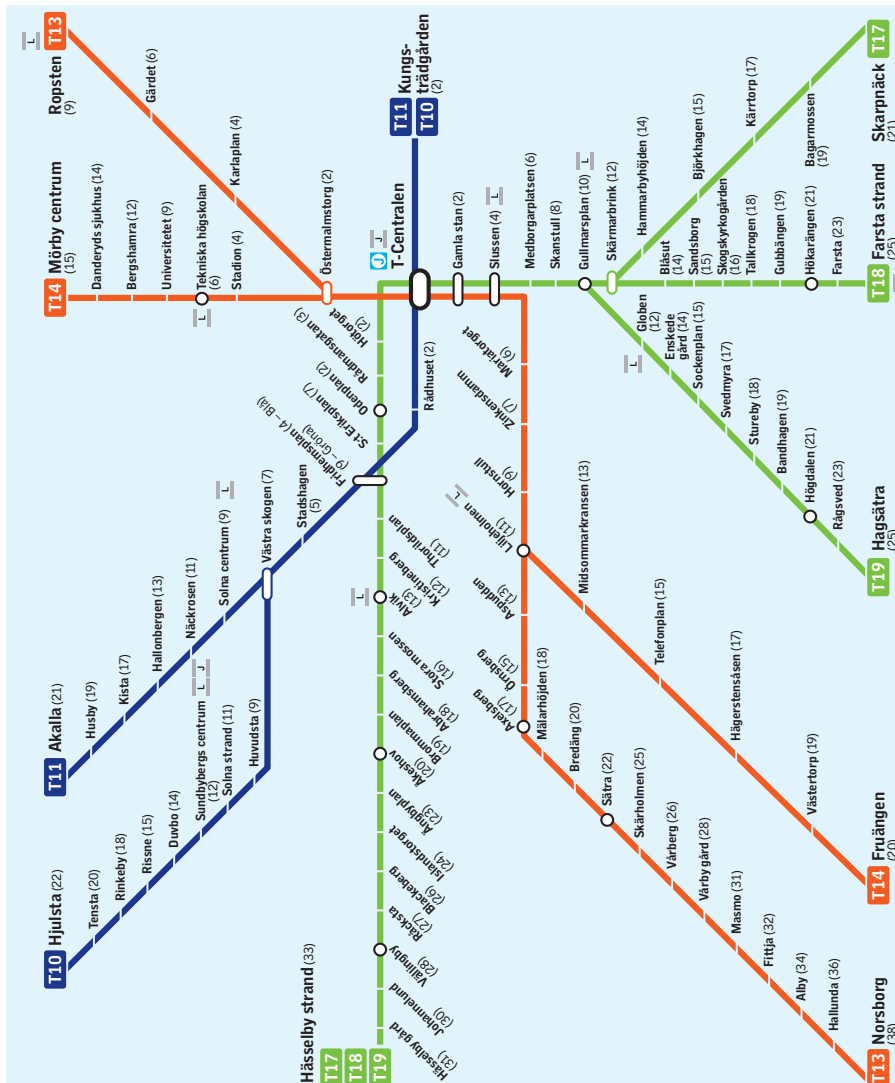 T13
Ropsten
(9)
L
Gärdet (6)
Karlaplan (4)
T14
Mörby centrum
(15)
Danderyds sjukhus (14)
Bergshamra (12)
Universitetet (9)
Tekniska högskolan
(6)
L
Stadion (4)
Östermalmstorg (2)
T11
T10
Kungs-
trädgården
(2)
J
J
T-Centralen
Gamla stan (2)
Slussen (4)
L
Medborgarplatsen (6)
Skanstull (8)
Gullmarsplan (10)
L
Skärmarbrink (12)
Hammarbyhöjden (14)
Björkhagen (15)
Kärrtorp (17)
Bagarmossen
(19)
Skarpnäck
(21)
T17
Blåsut
(14)
Sandsborg
(15)
Skogskyrkogården
(16)
Tallkrogen (18)
Gubbängen (19)
Hökarängen (21)
Farsta (23)
Farsta strand
(25)
T18
Globen
(12)
L
Enskede
gård (14)
Sockenplan (15)
Svedmyra (17)
Stureby (18)
Bandhagen (19)
Högdalen (21)
Rågsved (23)
Hagsätra
(25)
T19
Hötorget
(2)
Rådmansgatan (3)
Odenplan (2)
S:t Eriksplan (7)
Fridhemsplan (4– Blå)
(9 – Gröna)
Rådhuset (2)
Stadshagen
(5)
Västra skogen (7)
Solna centrum (9)
L
Näckrosen (11)
Hallonbergen (13)
Kista (17)
Husby (19)
T11
Akalla (21)
Huvudsta (9)
Solna strand (11)
Sundbybergs centrum
(12)
L
J
Duvbo (14)
Rissne (15)
Rinkeby (18)
Tensta (20)
T10
Hjulsta (22)
Thorildsplan
(11)
Kristineberg
(12)
Alvik
(13)
L
Stora mossen
(16)
Abrahamsberg
(18)
Brommaplan
(19)
Åkeshov
(20)
Ängbyplan
(23)
Islandstorget
(24)
Blackeberg
(26)
Råcksta
(27)
Vällingby
(28)
Johannelund
(30)
Hässelby gård
(31)
Hässelby strand (33)
T17
T18
T19
Mariatorget
(6)
Zinkensdamm
(7)
Hornstull
(9)
Liljeholmen
(11)
L
Midsommarkransen (13)
Telefonplan (15)
Hägerstensåsen (17)
Västertorp (19)
Fruängen
(20)
T14
Aspudden
(13)
Örnsberg
(15)
Axelsberg
(17)
Mälarhöjden (18)
Bredäng (20)
Sätra (22)
Skärholmen (25)
Vårberg (26)
Vårby gård (28)
Masmo (31)
Fittja (32)
Alby (34)
Hallunda (36)
Norsborg
(38)
T13